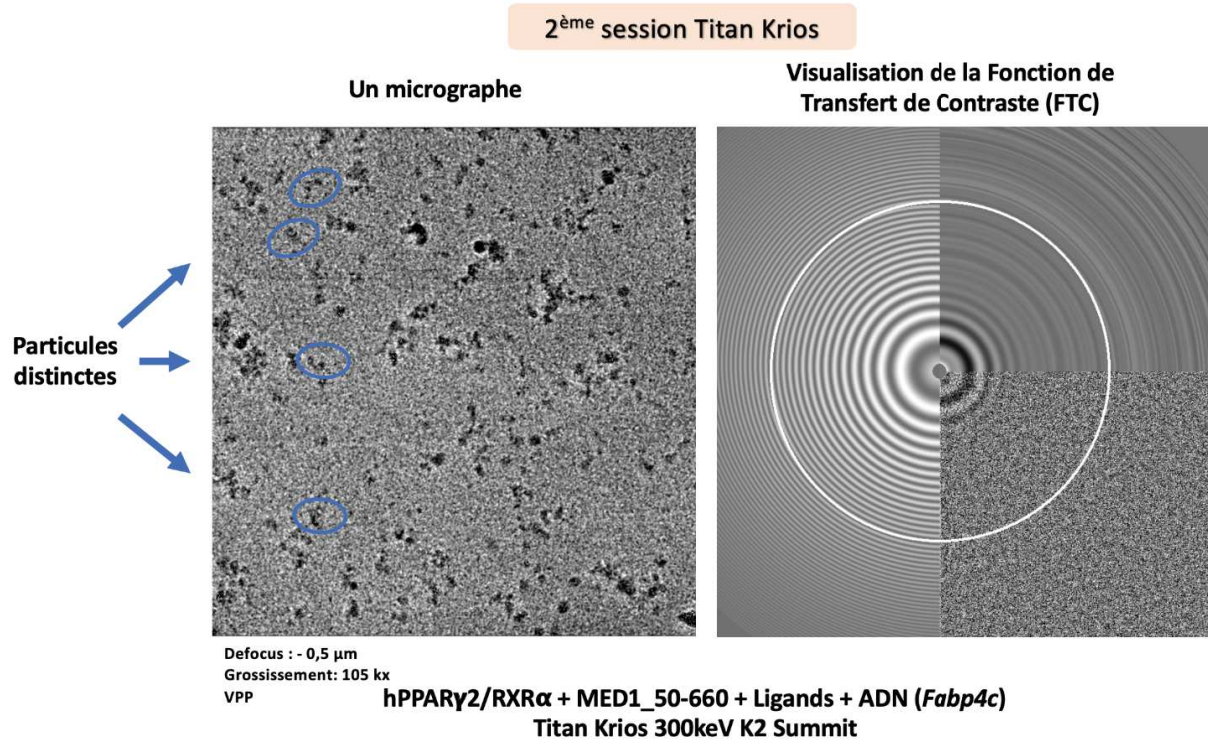 2ème session Titan Krios
Un micrographe
Visualisation de la Fonction de
Transfert de Contraste (FTC)
Particules
distinctes
Defocus : - 0,5 µm
Grossissement: 105 kx
VPP
hPPARγ2/RXRα + MED1_50-660 + Ligands + ADN (Fabp4c)
Titan Krios 300keV K2 Summit